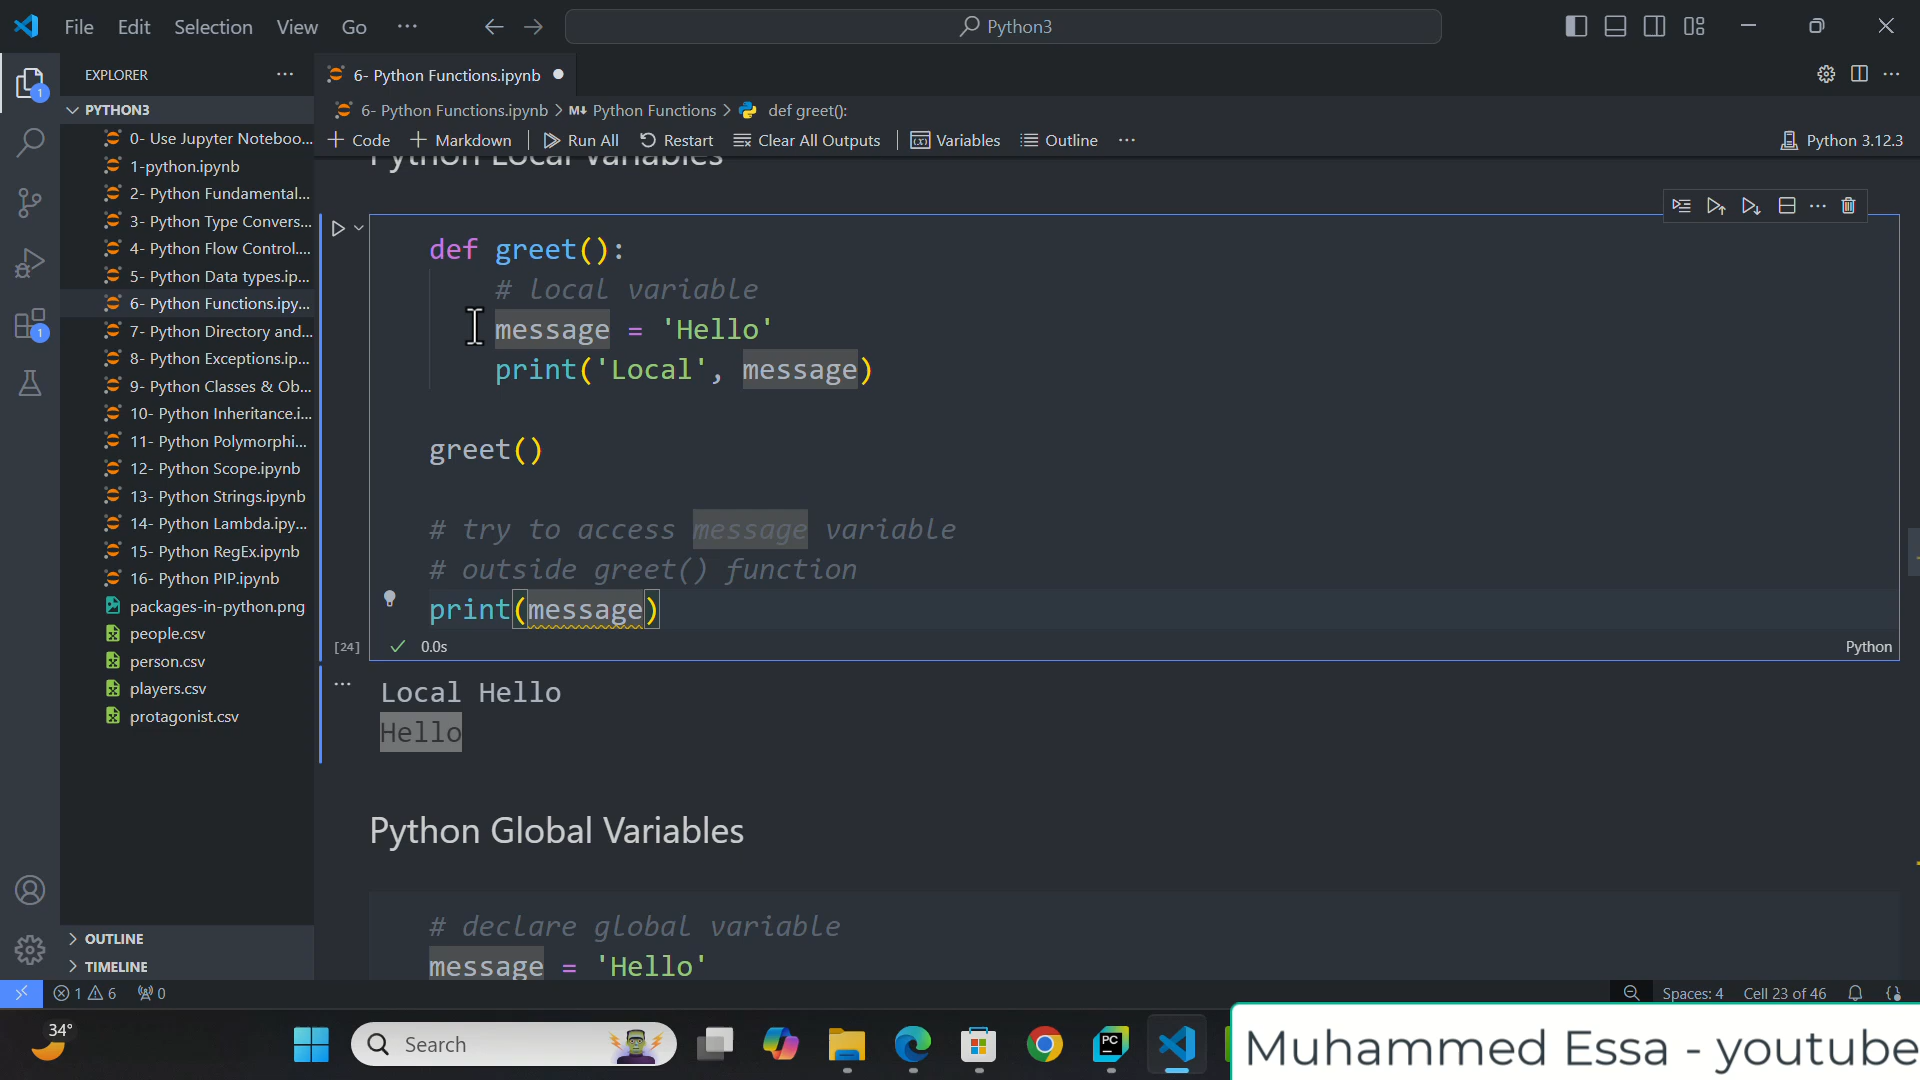 File Edit Selection View Go ··· Python3
EXPLORER ···
6- Python Functions.ipynb
PYTHON3
6- Python Functions.ipynb > M↓ Python Functions > def greet():
0- Use Jupyter Noteboo...
+ Code + Markdown Run All Restart Clear All Outputs Variables Outline ··· Python 3.12.3
1-python.ipynb
2- Python Fundamental...
3- Python Type Convers...
4- Python Flow Control....
5- Python Data types.ip...
6- Python Functions.ipy...
7- Python Directory and...
8- Python Exceptions.ip...
9- Python Classes & Ob...
10- Python Inheritance.i...
11- Python Polymorphi...
12- Python Scope.ipynb
13- Python Strings.ipynb
14- Python Lambda.ipy...
15- Python RegEx.ipynb
16- Python PIP.ipynb
packages-in-python.png
people.csv
person.csv
players.csv
protagonist.csv
OUTLINE
TIMELINE
Python Local Variables
def greet():
# local variable
message = 'Hello'
print('Local', message)
greet()
# try to access message variable
# outside greet() function
print(message)
[24] 0.0s Python
Local Hello
Hello
Python Global Variables
# declare global variable
message = 'Hello'
1 6 0 Spaces: 4 Cell 23 of 46
34° Search PC
Muhammed Essa - youtube